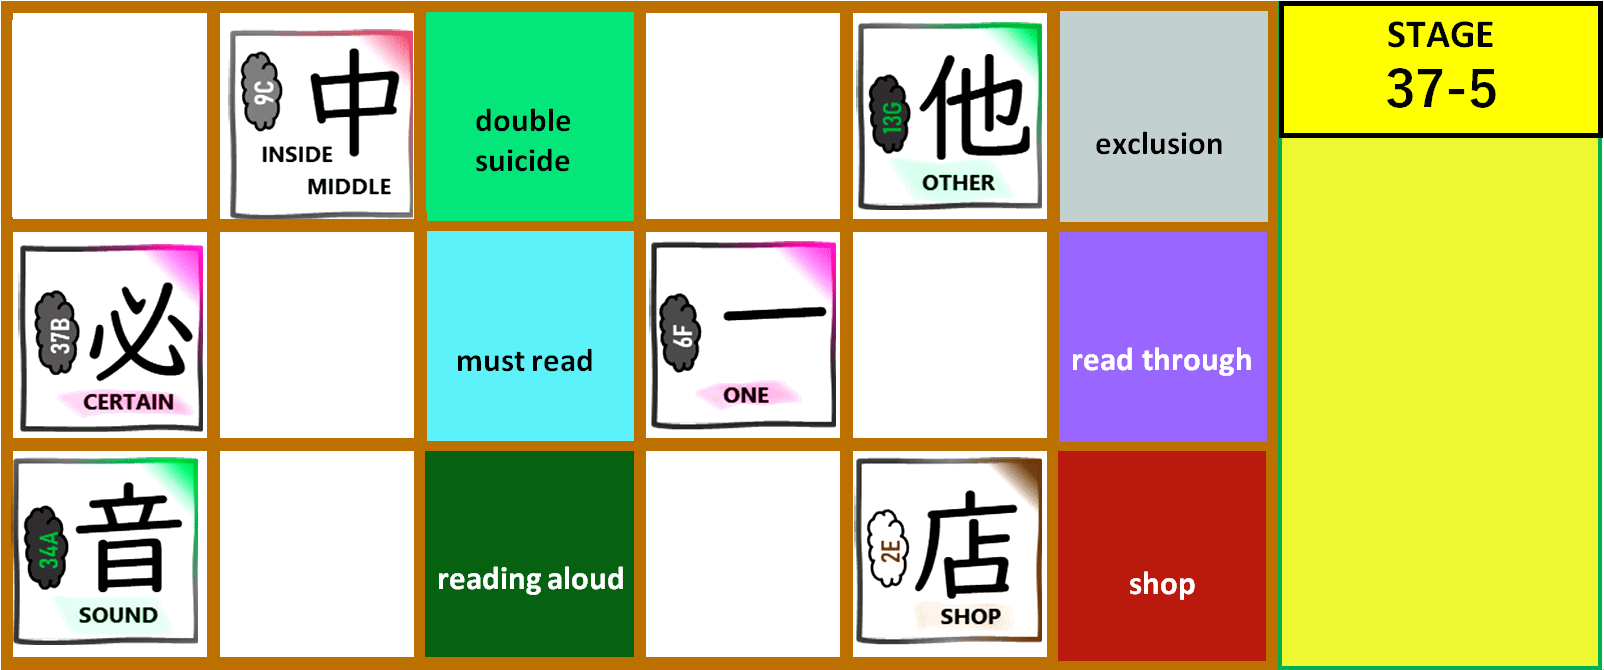 9C
中
INSIDE
MIDDLE
double
suicide
13G
他
OTHER
exclusion
STAGE
37-5
37B
必
CERTAIN
must read
6F
一
ONE
read through
34A
音
SOUND
reading aloud
2E
店
SHOP
shop